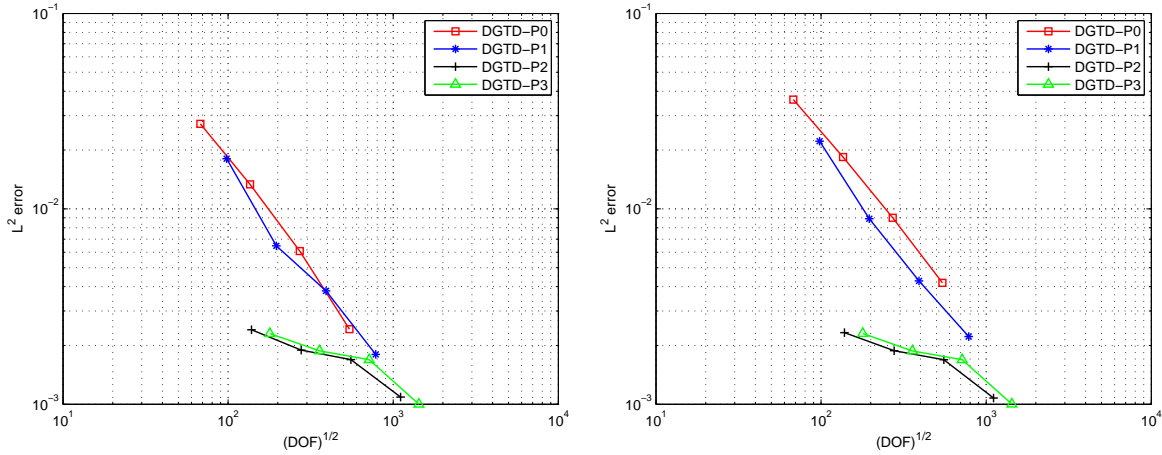 10^-1
10^-2
10^-3
L^2 error
10^1
10^2
10^3
10^4
(DOF)^1/2
DGTD−P0
DGTD−P1
DGTD−P2
DGTD−P3
10^-1
10^-2
10^-3
L^2 error
10^1
10^2
10^3
10^4
(DOF)^1/2
DGTD−P0
DGTD−P1
DGTD−P2
DGTD−P3